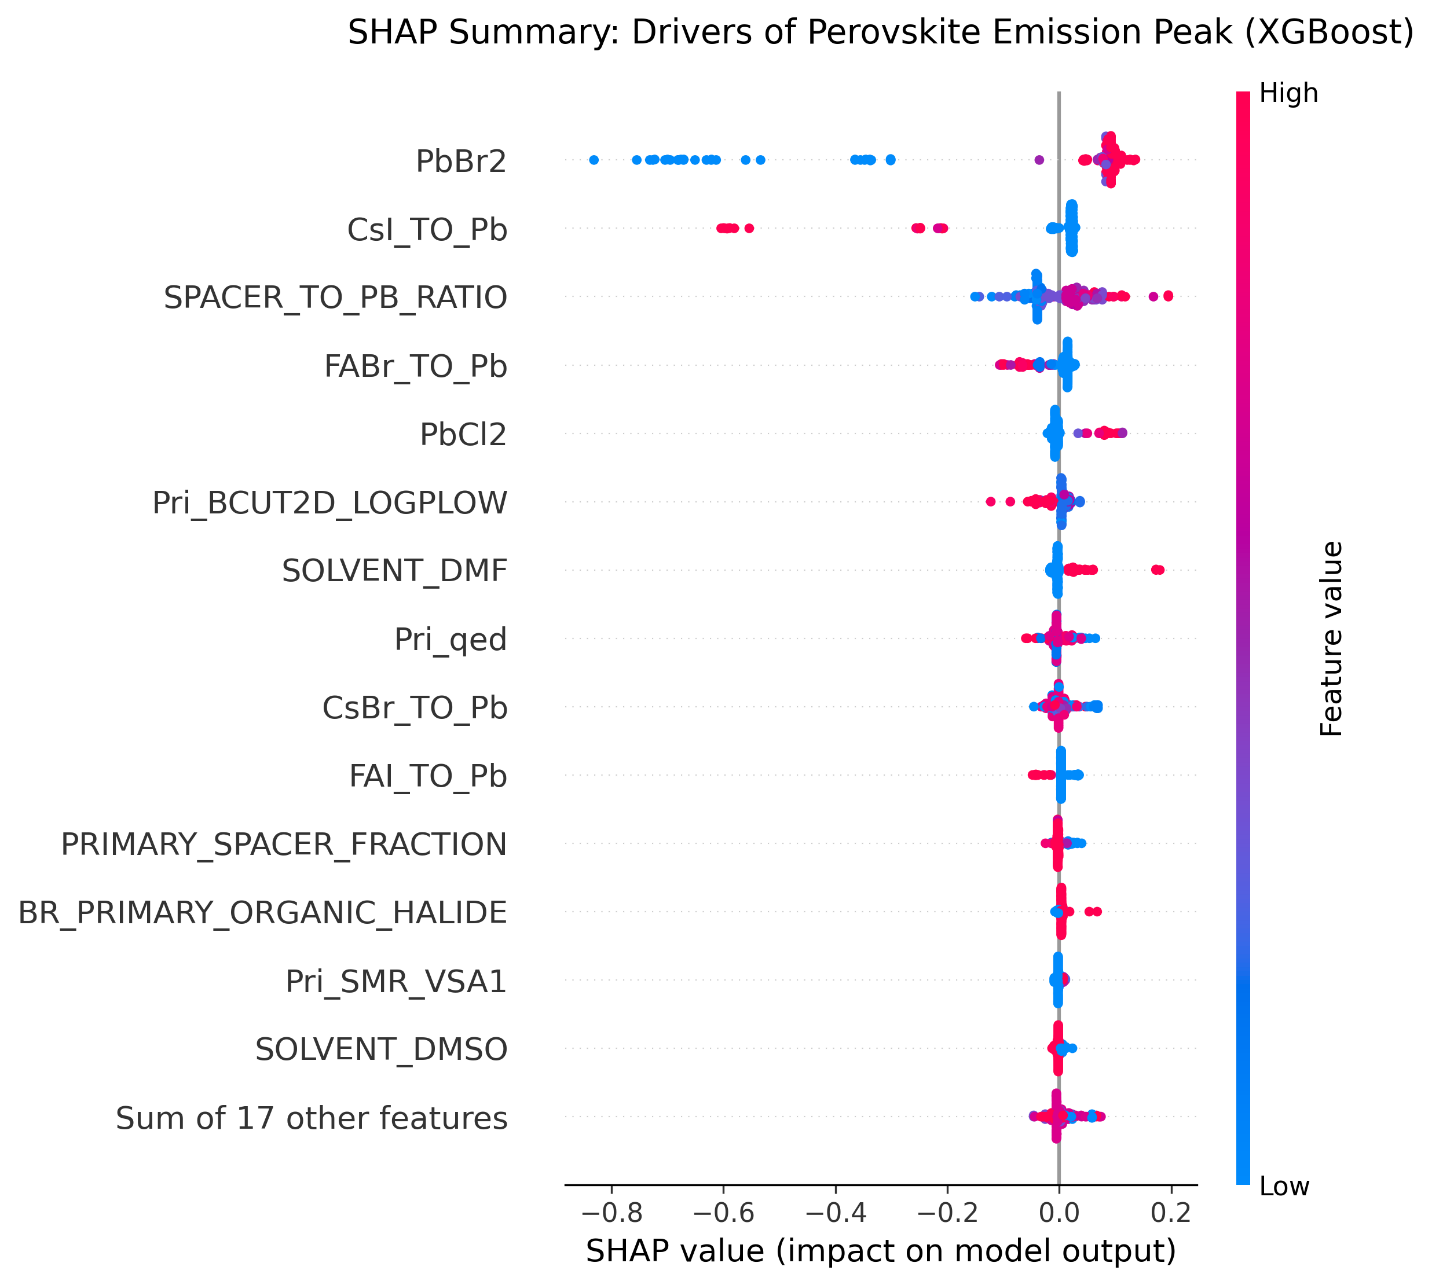 SHAP Summary: Drivers of Perovskite Emission Peak (XGBoost)
High
PbBr2
CsI_TO_Pb
SPACER_TO_PB_RATIO
FABr_TO_Pb
PbCl2
Pri_BCUT2D_LOGPLOW
SOLVENT_DMF
Pri_qed
CsBr_TO_Pb
FAI_TO_Pb
PRIMARY_SPACER_FRACTION
BR_PRIMARY_ORGANIC_HALIDE
Pri_SMR_VSA1
SOLVENT_DMSO
Sum of 17 other features
Feature value
Low
−0.8 −0.6 −0.4 −0.2 0.0 0.2
SHAP value (impact on model output)